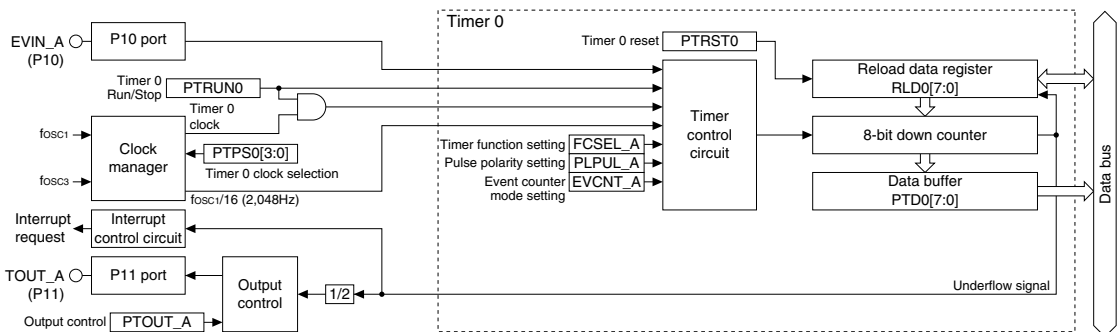 Timer 0
EVIN_A
(P10)
P10 port
Timer 0 reset
PTRST0
Timer 0
Run/Stop
PTRUN0
Timer 0
clock
fOSC1
fOSC3
Clock
manager
PTPS0[3:0]
Timer 0 clock selection
fOSC1/16 (2,048Hz)
Timer function setting
FCSEL_A
Pulse polarity setting
PLPUL_A
Event counter
mode setting
EVCNT_A
Timer
control
circuit
Reload data register
RLD0[7:0]
8-bit down counter
Data buffer
PTD0[7:0]
Data bus
Interrupt
request
Interrupt
control circuit
TOUT_A
(P11)
P11 port
Output
control
1/2
Underflow signal
Output control
PTOUT_A